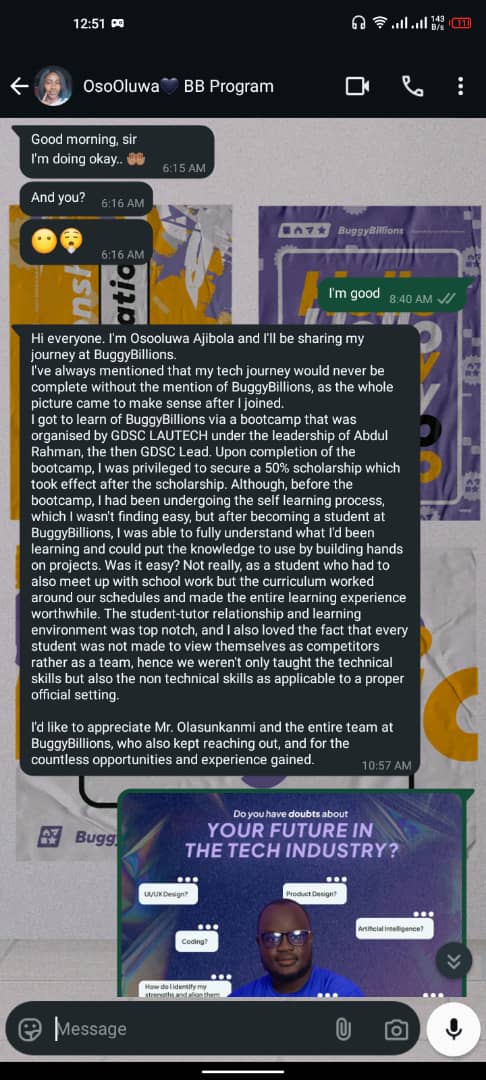 12:51
143
B/s
11
OsoOluwa🖤 BB Program
Good morning, sir
I'm doing okay.. 🤲🏽
6:15 AM
And you?
6:16 AM
😶😮‍💨
6:16 AM
BuggyBillions
I'm good
8:40 AM
Hi everyone. I'm Osooluwa Ajibola and I'll be sharing my
journey at BuggyBillions.
I've always mentioned that my tech journey would never be
complete without the mention of BuggyBillions, as the whole
picture came to make sense after I joined.
I got to learn of BuggyBillions via a bootcamp that was
organised by GDSC LAUTECH under the leadership of Abdul
Rahman, the then GDSC Lead. Upon completion of the
bootcamp, I was privileged to secure a 50% scholarship which
took effect after the scholarship. Although, before the
bootcamp, I had been undergoing the self learning process,
which I wasn't finding easy, but after becoming a student at
BuggyBillions, I was able to fully understand what I'd been
learning and could put the knowledge to use by building hands
on projects. Was it easy? Not really, as a student who had to
also meet up with school work but the curriculum worked
around our schedules and made the entire learning experience
worthwhile. The student-tutor relationship and learning
environment was top notch, and I also loved the fact that every
student was not made to view themselves as competitors
rather as a team, hence we weren't only taught the technical
skills but also the non technical skills as applicable to a proper
official setting.
I'd like to appreciate Mr. Olasunkanmi and the entire team at
BuggyBillions, who also kept reaching out, and for the
countless opportunities and experience gained.
10:57 AM
Do you have doubts about
YOUR FUTURE IN
THE TECH INDUSTRY?
UI/UX Design?
Product Design?
Artificial Intelligence?
Coding?
How do I identify my
strengths and align them
Message